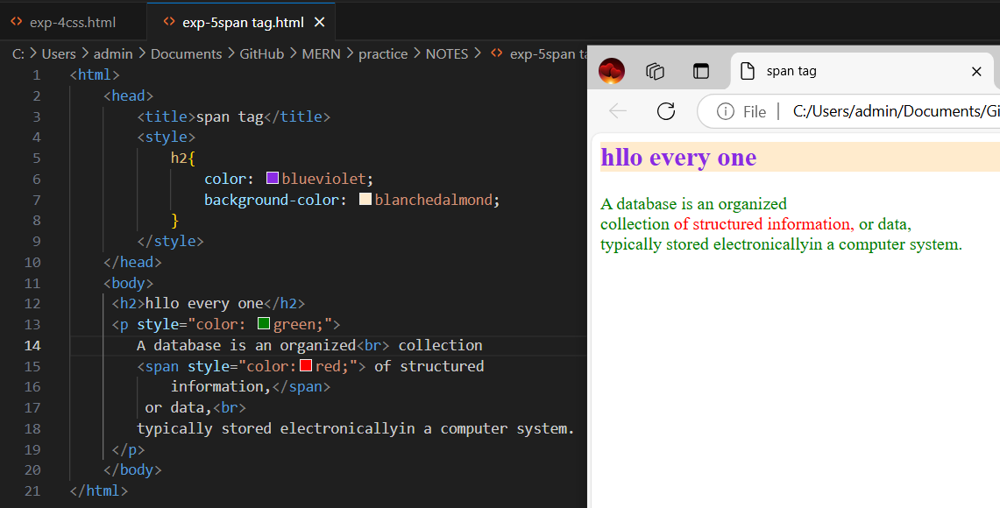 exp-4css.html
exp-5span tag.html
C: > Users > admin > Documents > GitHub > MERN > practice > NOTES > exp-5span ta
1 <html>
2 <head>
3 <title>span tag</title>
4 <style>
5 h2{
6 color: blueviolet;
7 background-color: blanchedalmond;
8 }
9 </style>
10 </head>
11 <body>
12 <h2>hllo every one</h2>
13 <p style="color: green;">
14 A database is an organized<br> collection
15 <span style="color:red;"> of structured
16 information,</span>
17 or data,<br>
18 typically stored electronicallyin a computer system.
19 </p>
20 </body>
21 </html>
span tag
File | C:/Users/admin/Documents/Gi
hllo every one
A database is an organized
collection of structured information, or data,
typically stored electronicallyin a computer system.